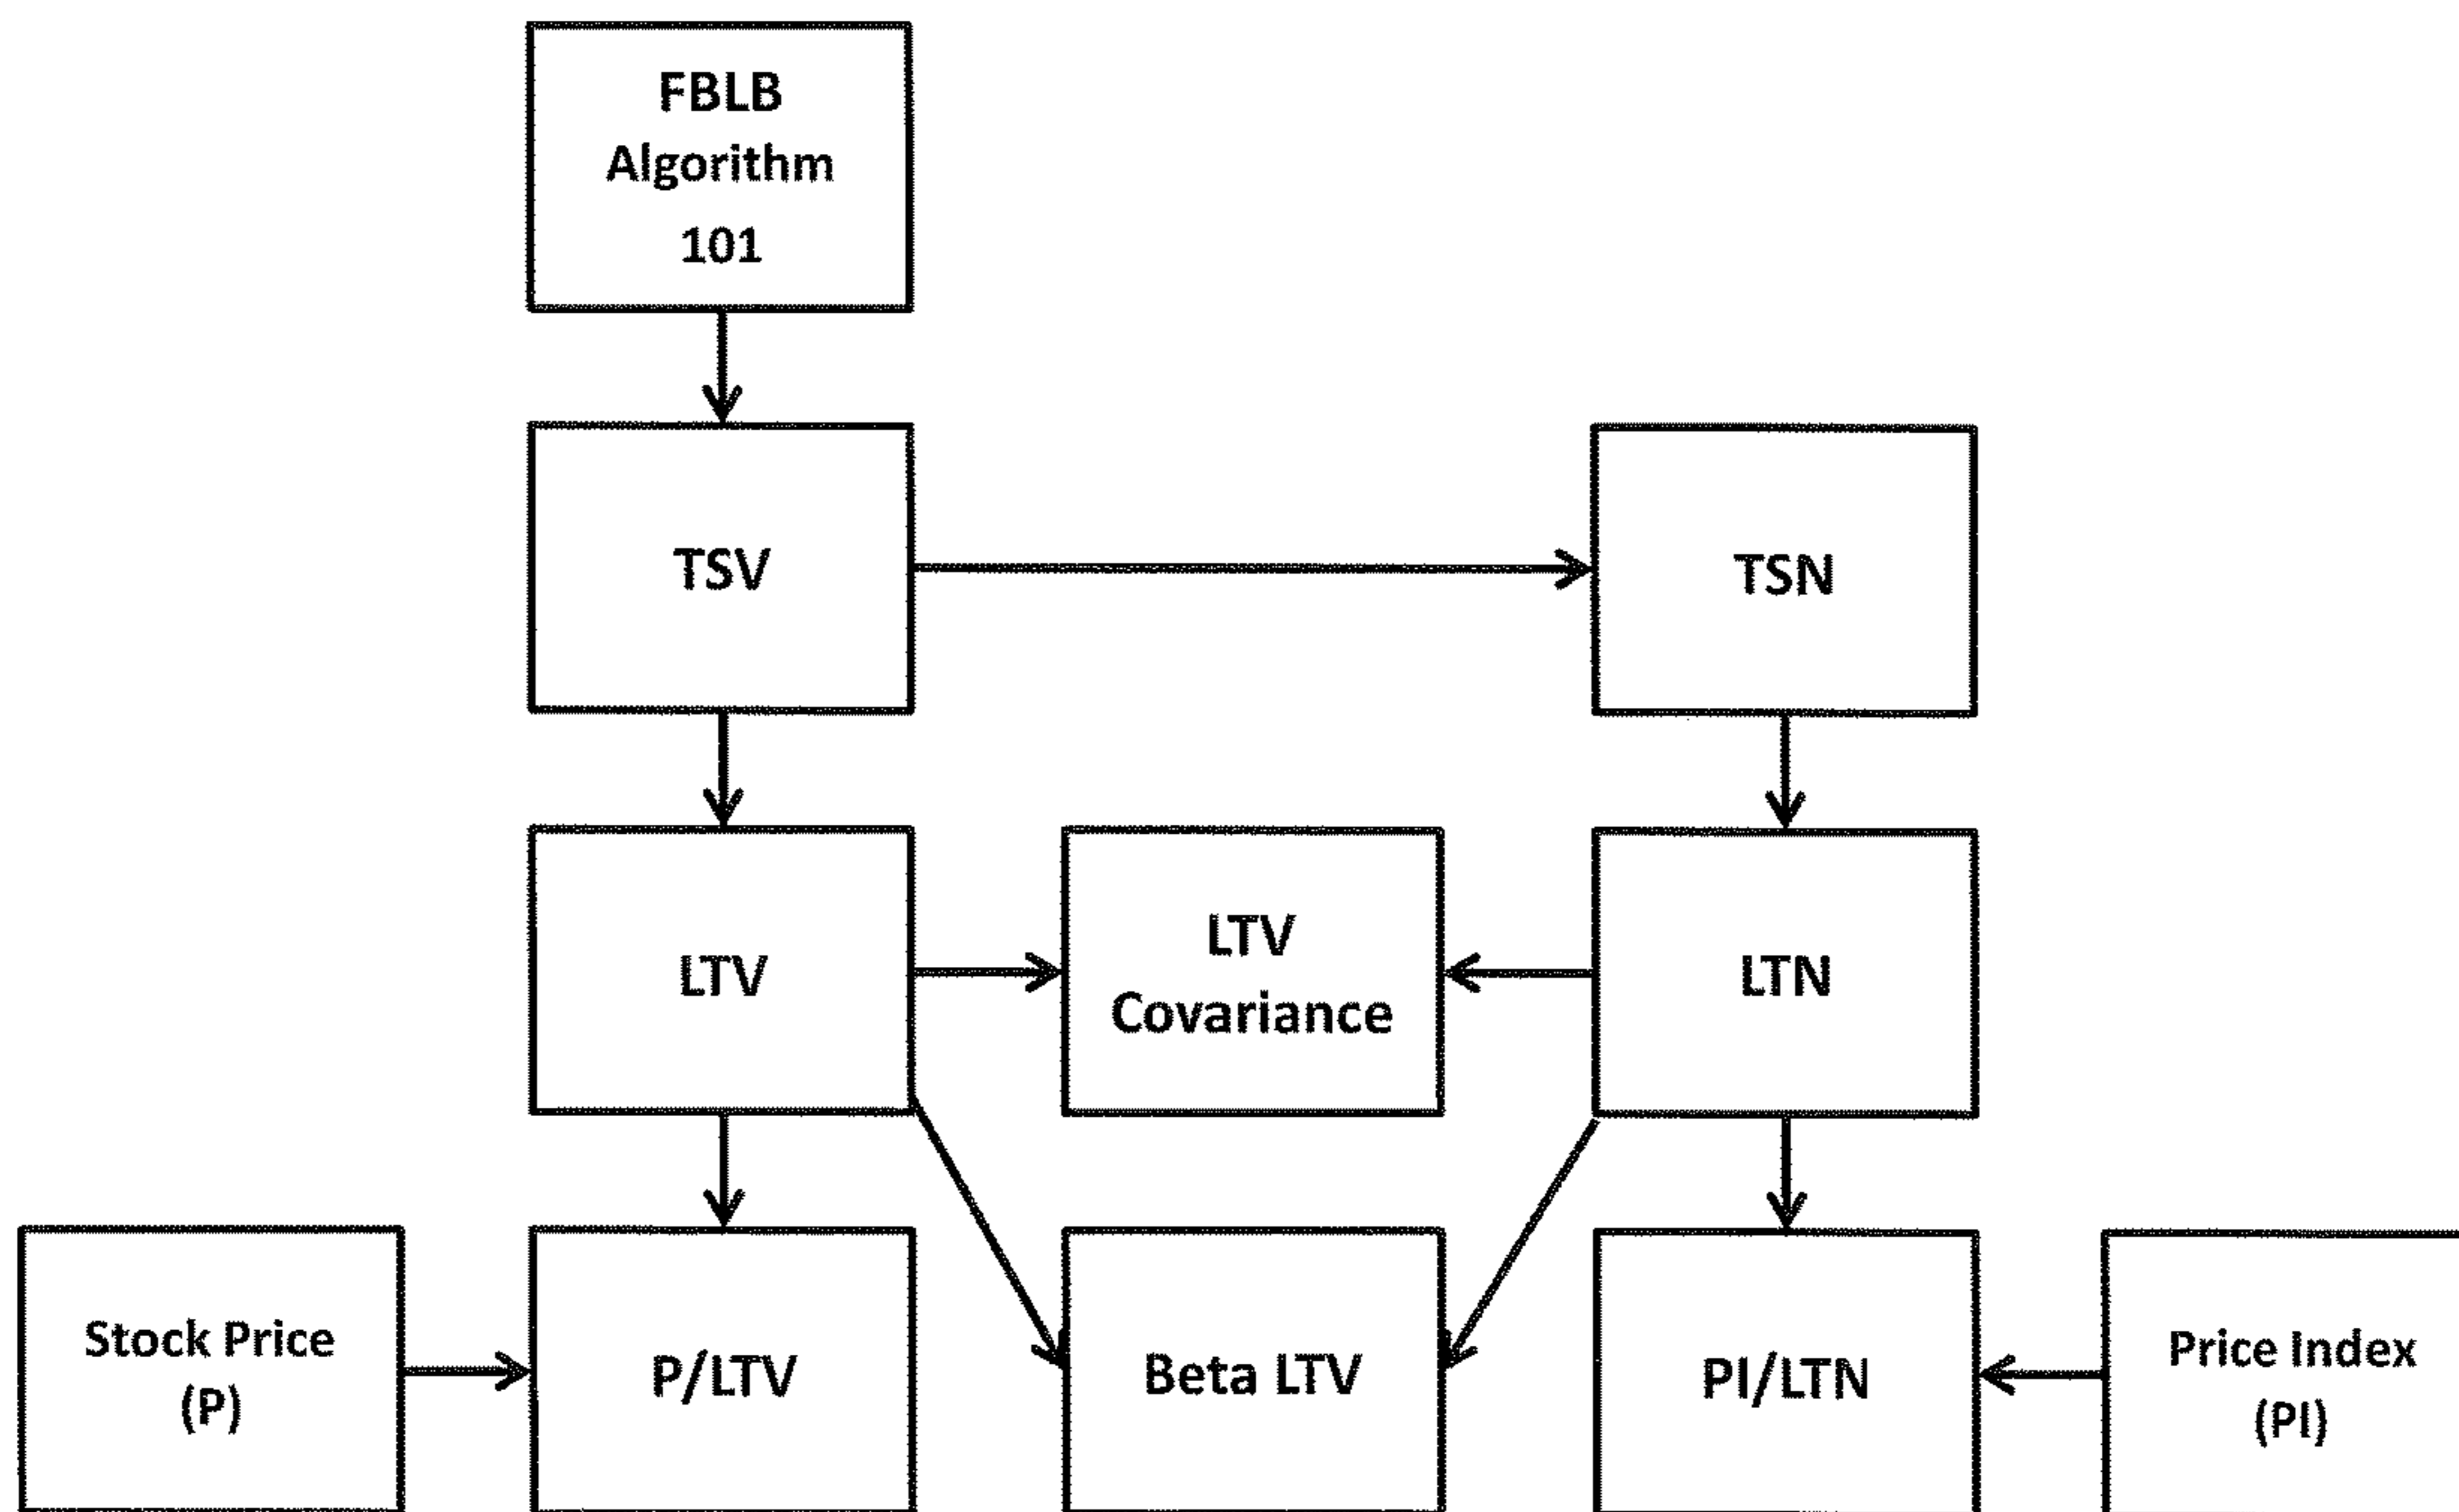 FBLB
Algorithm
101
TSV
TSN
LTV
LTV
Covariance
LTN
Stock Price
(P)
P/LTV
Beta LTV
PI/LTN
Price Index
(PI)